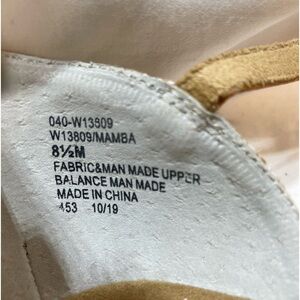 040-W13809
W13809/MAMBA
8½M
FABRIC&MAN MADE UPPER
BALANCE MAN MADE
MADE IN CHINA
453 10/19